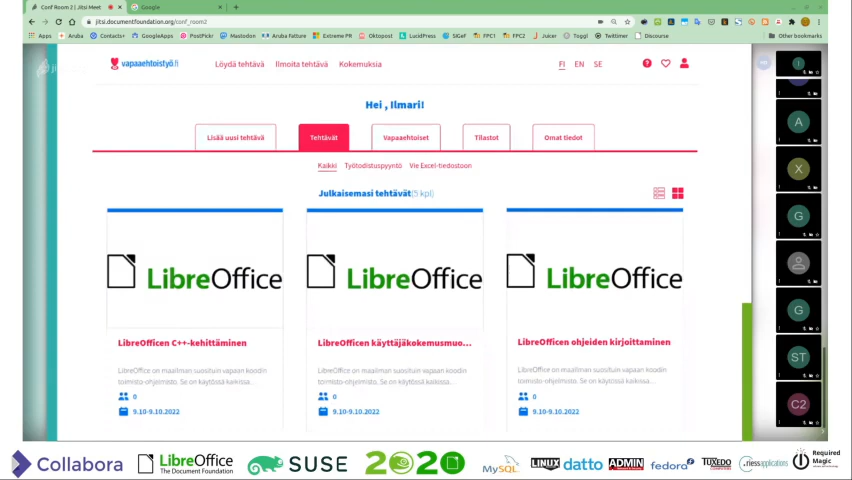 Conf Room 2 | Jitsi Meet
Google
jitsi.documentfoundation.org/conf_room2
Apps Aruba Contacts+ GoogleApps PostPickr Mastodon Aruba Fatture Extreme PR Oktopost LucidPress SIGeF FPC1 FPC2 Juicer Toggl Twitlimer Discourse Other bookmarks
vapaaehtoistyö.fi
Löydä tehtävä Ilmoita tehtävä Kokemuksia
FI EN SE
Hei , Ilmari!
Lisää uusi tehtävä Tehtävät Vapaaehtoiset Tilastot Omat tiedot
Kaikki Työtodistuspyyntö Vie Excel-tiedostoon
Julkaisemasi tehtävät (5 kpl)
LibreOffice LibreOffice LibreOffice
LibreOfficen C++-kehittäminen
LibreOffice on maailman suosituin vapaan koodin
toimisto-ohjelmisto. Se on käytössä kaikissa...
0
9.10-9.10.2022
LibreOfficen käyttäjäkokemusmuo...
LibreOffice on maailman suosituin vapaan koodin
toimisto-ohjelmisto. Se on käytössä kaikissa...
0
9.10-9.10.2022
LibreOfficen ohjeiden kirjoittaminen
LibreOffice on maailman suosituin vapaan koodin
toimisto-ohjelmisto. Se on käytössä kaikissa...
0
9.10-9.10.2022
A
X
G
G
ST
C2
Collabora
LibreOffice
The Document Foundation
SUSE
2020
MySQL
LINUX
datto
ADMIN
fedora
TUXEDO
riessapplications
Required
Magic